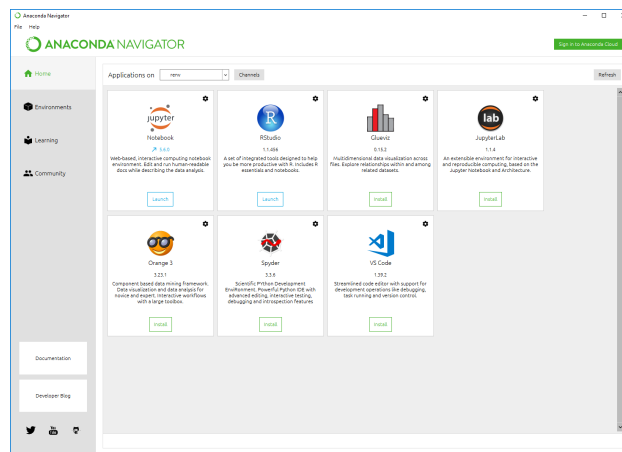 Anaconda Navigator
File Help
ANACONDA NAVIGATOR
Sign in to Anaconda Cloud
Home
Environments
Learning
Community
Documentation
Developer Blog
You Tube
Applications on renv Channels Refresh
jupyter
Notebook
5.6.0
Web-based, interactive computing notebook
environment. Edit and run human-readable
docs while describing the data analysis.
Launch
R
RStudio
1.1.456
A set of integrated tools designed to help
you be more productive with R. Includes R
essentials and notebooks.
Launch
Glueviz
0.15.2
Multidimensional data visualization across
files. Explore relationships within and among
related datasets.
Install
lab
JupyterLab
1.1.4
An extensible environment for interactive
and reproducible computing, based on the
Jupyter Notebook and Architecture.
Install
Orange 3
3.23.1
Component based data mining framework.
Data visualization and data analysis for
novice and expert. Interactive workflows
with a large toolbox.
Install
Spyder
3.3.6
Scientific PYthon Development
EnviRonment. Powerful Python IDE with
advanced editing, interactive testing,
debugging and introspection features
Install
VS Code
1.39.2
Streamlined code editor with support for
development operations like debugging,
task running and version control.
Install